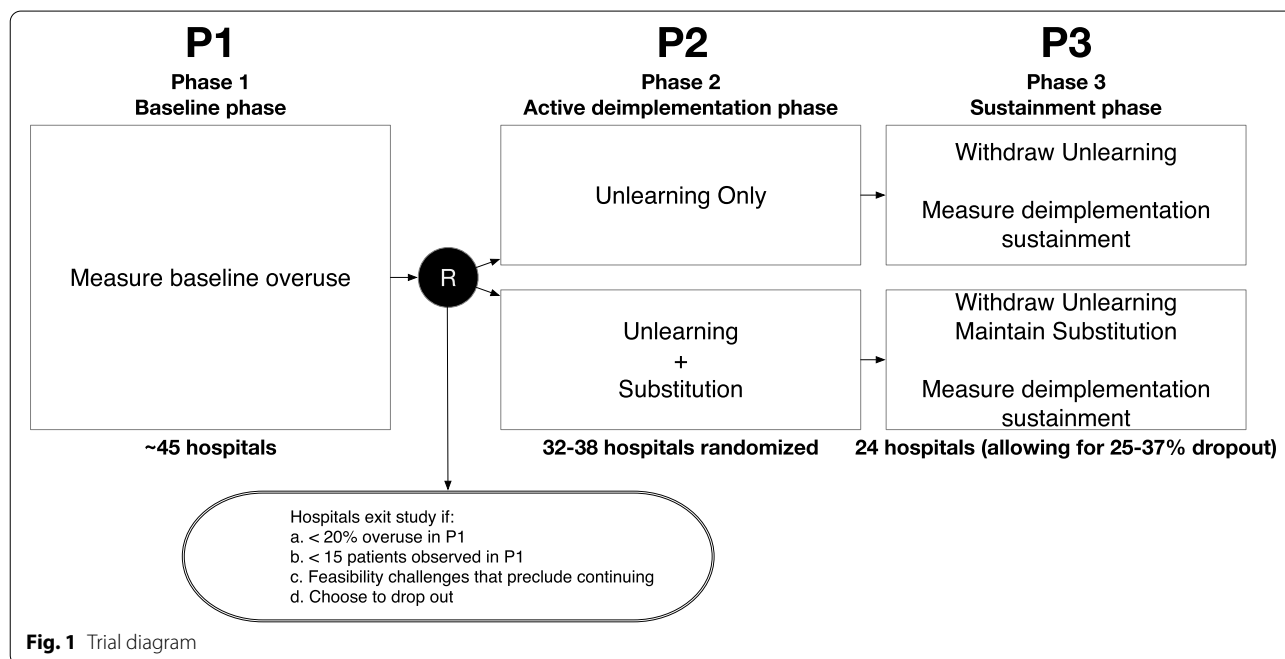 P1
Phase 1
Baseline phase
Measure baseline overuse
~45 hospitals
R
P2
Phase 2
Active deimplementation phase
Unlearning Only
Unlearning
+
Substitution
32-38 hospitals randomized
P3
Phase 3
Sustainment phase
Withdraw Unlearning
Measure deimplementation
sustainment
Withdraw Unlearning
Maintain Substitution
Measure deimplementation
sustainment
24 hospitals (allowing for 25-37% dropout)
Hospitals exit study if:
a. < 20% overuse in P1
b. < 15 patients observed in P1
c. Feasibility challenges that preclude continuing
d. Choose to drop out
Fig. 1 Trial diagram